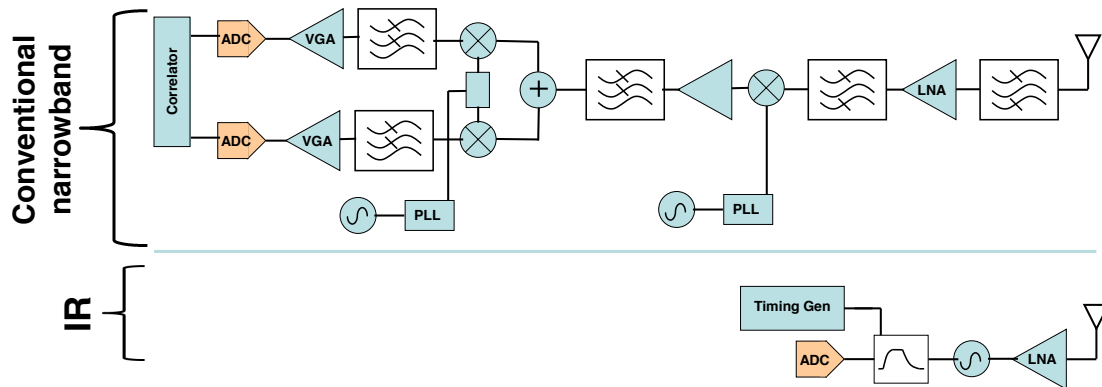 Conventional
narrowband
Correlator
ADC
VGA
LNA
ADC
VGA
PLL
PLL
IR
Timing Gen
ADC
LNA